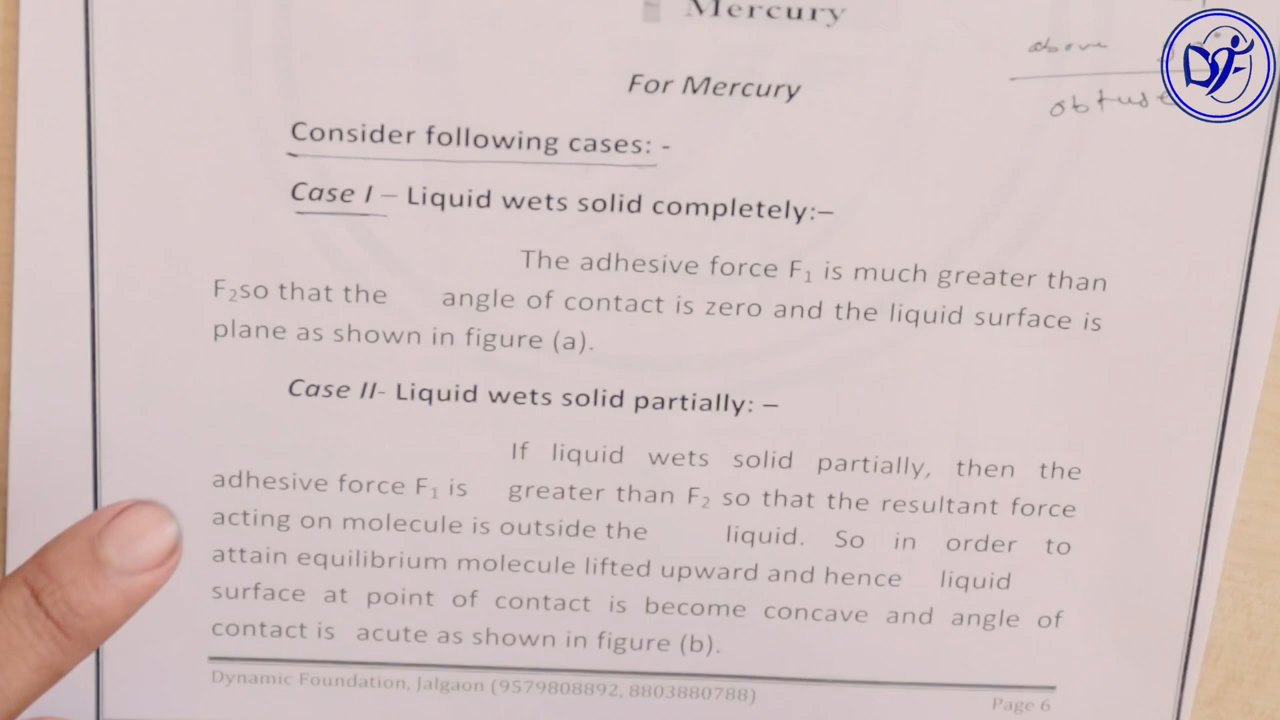 Mercury
above
obtuse
For Mercury
Consider following cases: -
Case I – Liquid wets solid completely:–
The adhesive force F₁ is much greater than
F₂so that the angle of contact is zero and the liquid surface is
plane as shown in figure (a).
Case II- Liquid wets solid partially: –
If liquid wets solid partially, then the
adhesive force F₁ is greater than F₂ so that the resultant force
acting on molecule is outside the liquid. So in order to
attain equilibrium molecule lifted upward and hence liquid
surface at point of contact is become concave and angle of
contact is acute as shown in figure (b).
Dynamic Foundation, Jalgaon (9579808892, 8803880788)
Page 6